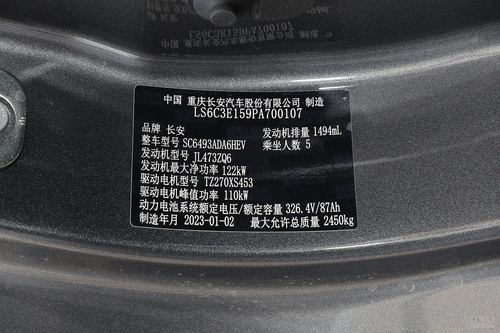 中国 重庆长安汽车股份有限公司 制造
LS6C3E159PA700107
品牌 长安
发动机排量 1494mL
整车型号 SC6493ADA6HEV
乘坐人数 5
发动机型号 JL473ZQ6
发动机最大净功率 122kW
驱动电机型号 TZ270XS453
驱动电机峰值功率 110kW
动力电池系统额定电压/额定容量 326.4V/87Ah
制造年月 2023-01-02
最大允许总质量 2450kg